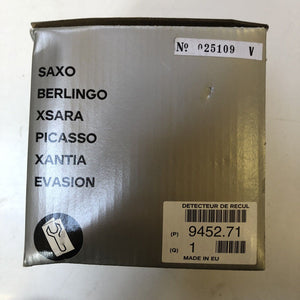 Nº 025109 V
SAXO
BERLINGO
XSARA
PICASSO
XANTIA
EVASION
DETECTEUR DE RECUL
(P) 9452.71
(Q) 1
MADE IN EU